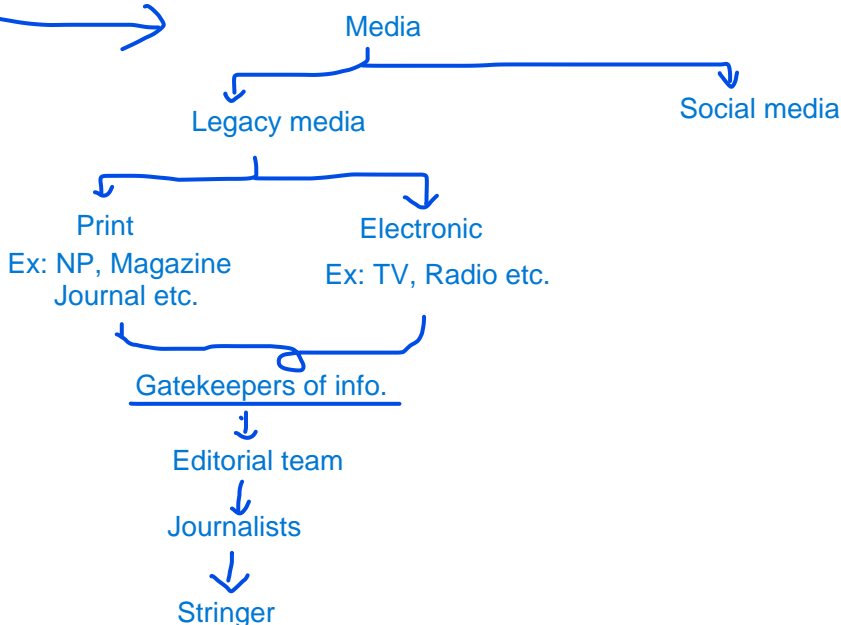 Media
Legacy media
Social media
Print
Electronic
Ex: NP, Magazine
Journal etc.
Ex: TV, Radio etc.
Gatekeepers of info.
Editorial team
Journalists
Stringer